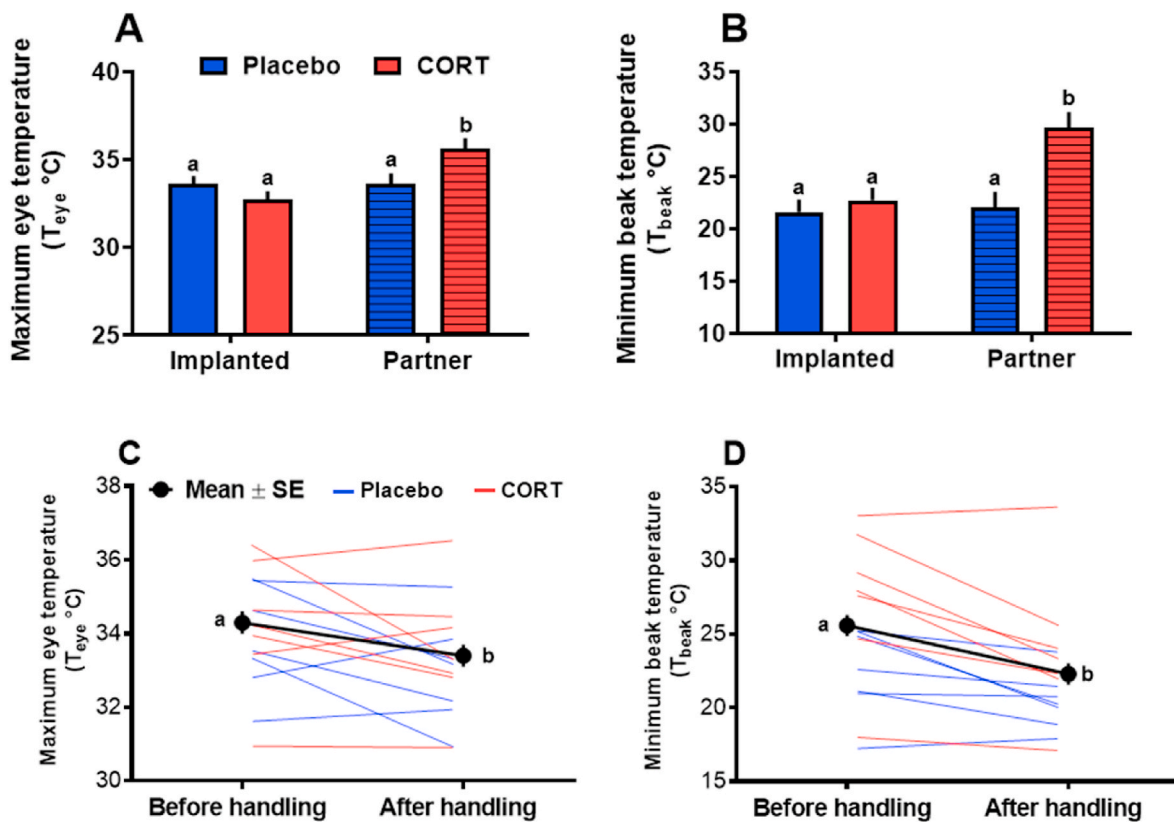 A
Placebo CORT
Maximum eye temperature
(Teye °C)
40
35
30
25
a
a
a
b
Implanted Partner
B
Minimum beak temperature
(Tbeak °C)
35
30
25
20
15
10
a
a
a
b
Implanted Partner
C
Mean ± SE Placebo CORT
Maximum eye temperature
(Teye °C)
38
36
34
32
30
a
b
Before handling After handling
D
Minimum beak temperature
(Tbeak °C)
35
30
25
20
15
a
b
Before handling After handling